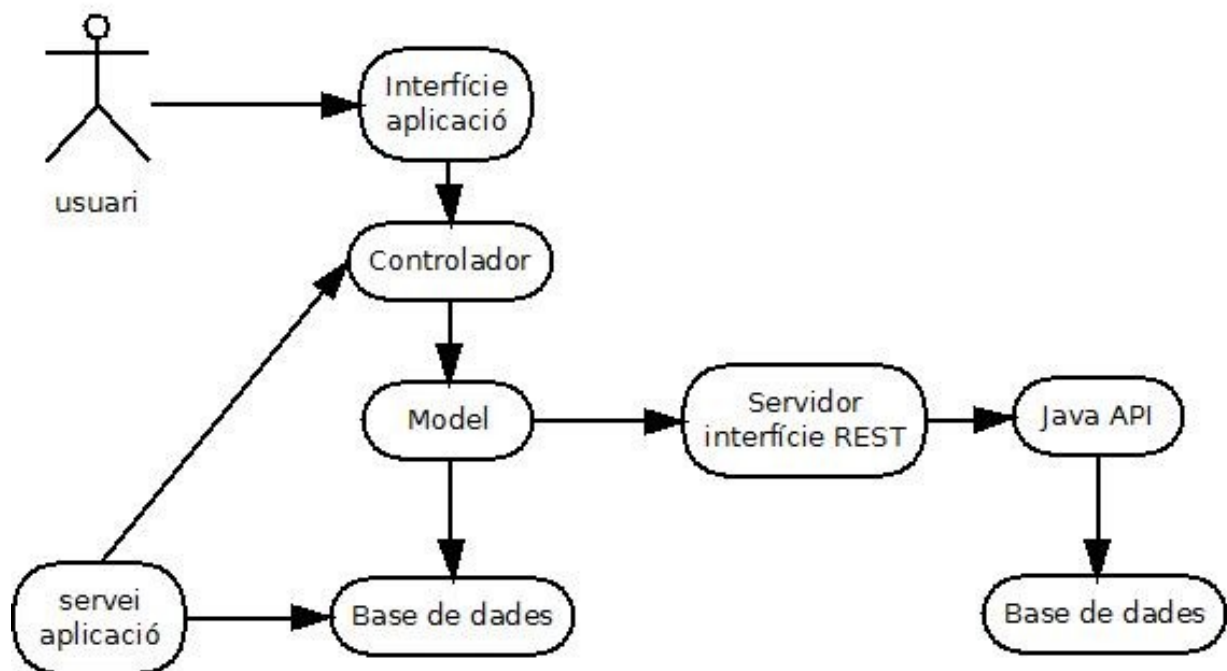 Interfície
aplicació
usuari
Controlador
Model
Servidor
interfície REST
Java API
servei
aplicació
Base de dades
Base de dades